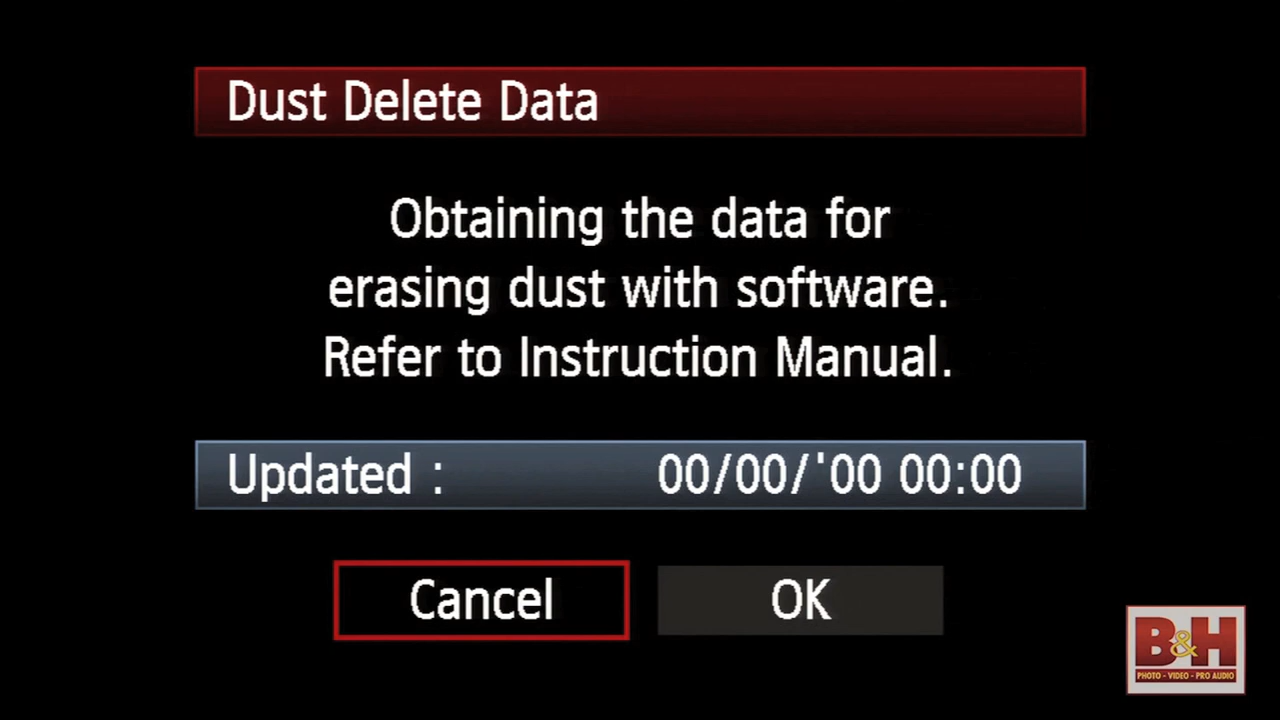 Dust Delete Data
Obtaining the data for
erasing dust with software.
Refer to Instruction Manual.
Updated : 00/00/'00 00:00
Cancel OK
B&H
PHOTO - VIDEO - PRO AUDIO